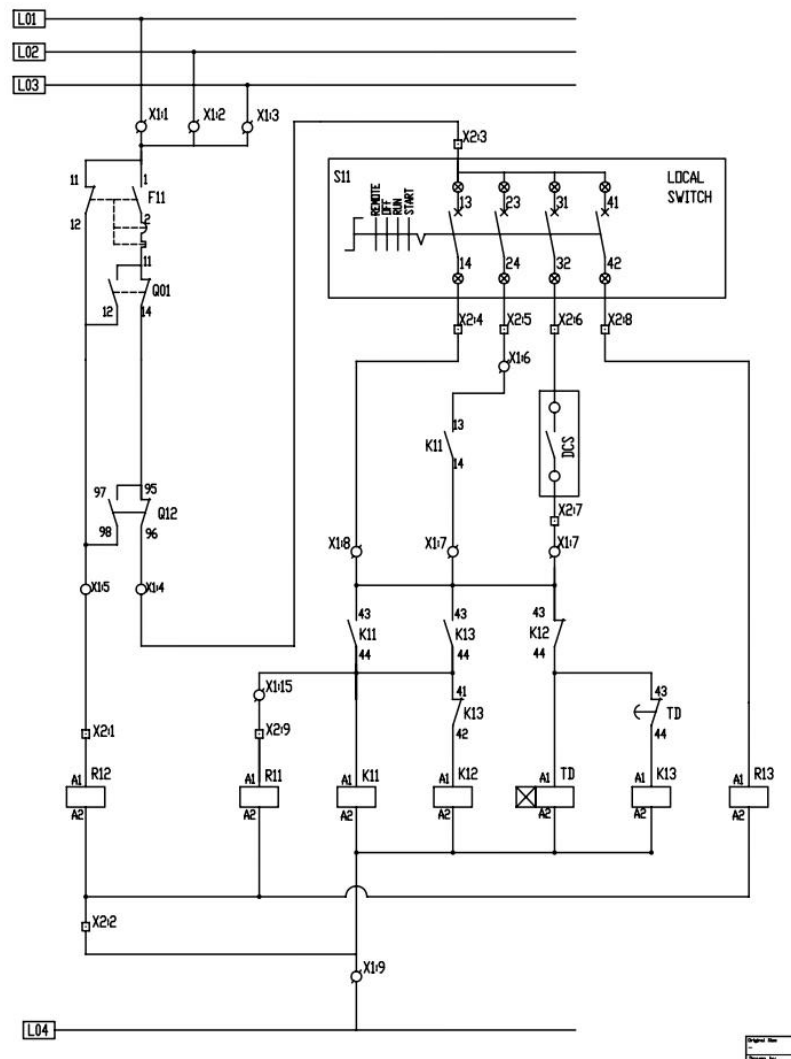 L01
L02
L03
X1:1
X1:2
X1:3
X2:3
S11
LOCAL
SWITCH
REMOTE
OFF
RUN
START
13
23
31
41
14
24
32
42
11
1
F11
12
2
11
Q01
12
14
X2:4
X2:5
X2:6
X2:8
X1:6
13
K11
14
DCS
97
95
Q12
98
96
X2:7
X1:8
X1:7
X1:7
X1:5
X1:4
43
43
43
K11
K13
K12
44
44
44
X1:15
41
K13
42
43
TD
44
X2:1
X2:9
A1
R12
A1
R11
A1
K11
A1
K12
A1
TD
A1
K13
A1
R13
A2
A2
A2
A2
A2
A2
A2
X2:2
X1:9
L04